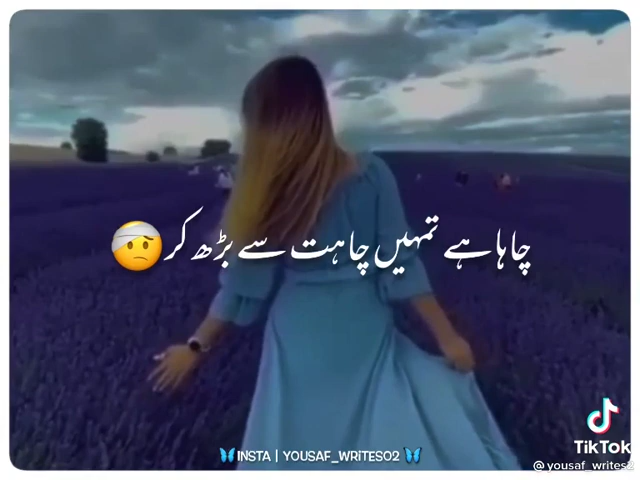 چاہا ہے تمہیں چاہت سے بڑھ کر🤕
🦋INSTA | YOUSAF_WRITES02 🦋
TikTok
@yousaf_writes2